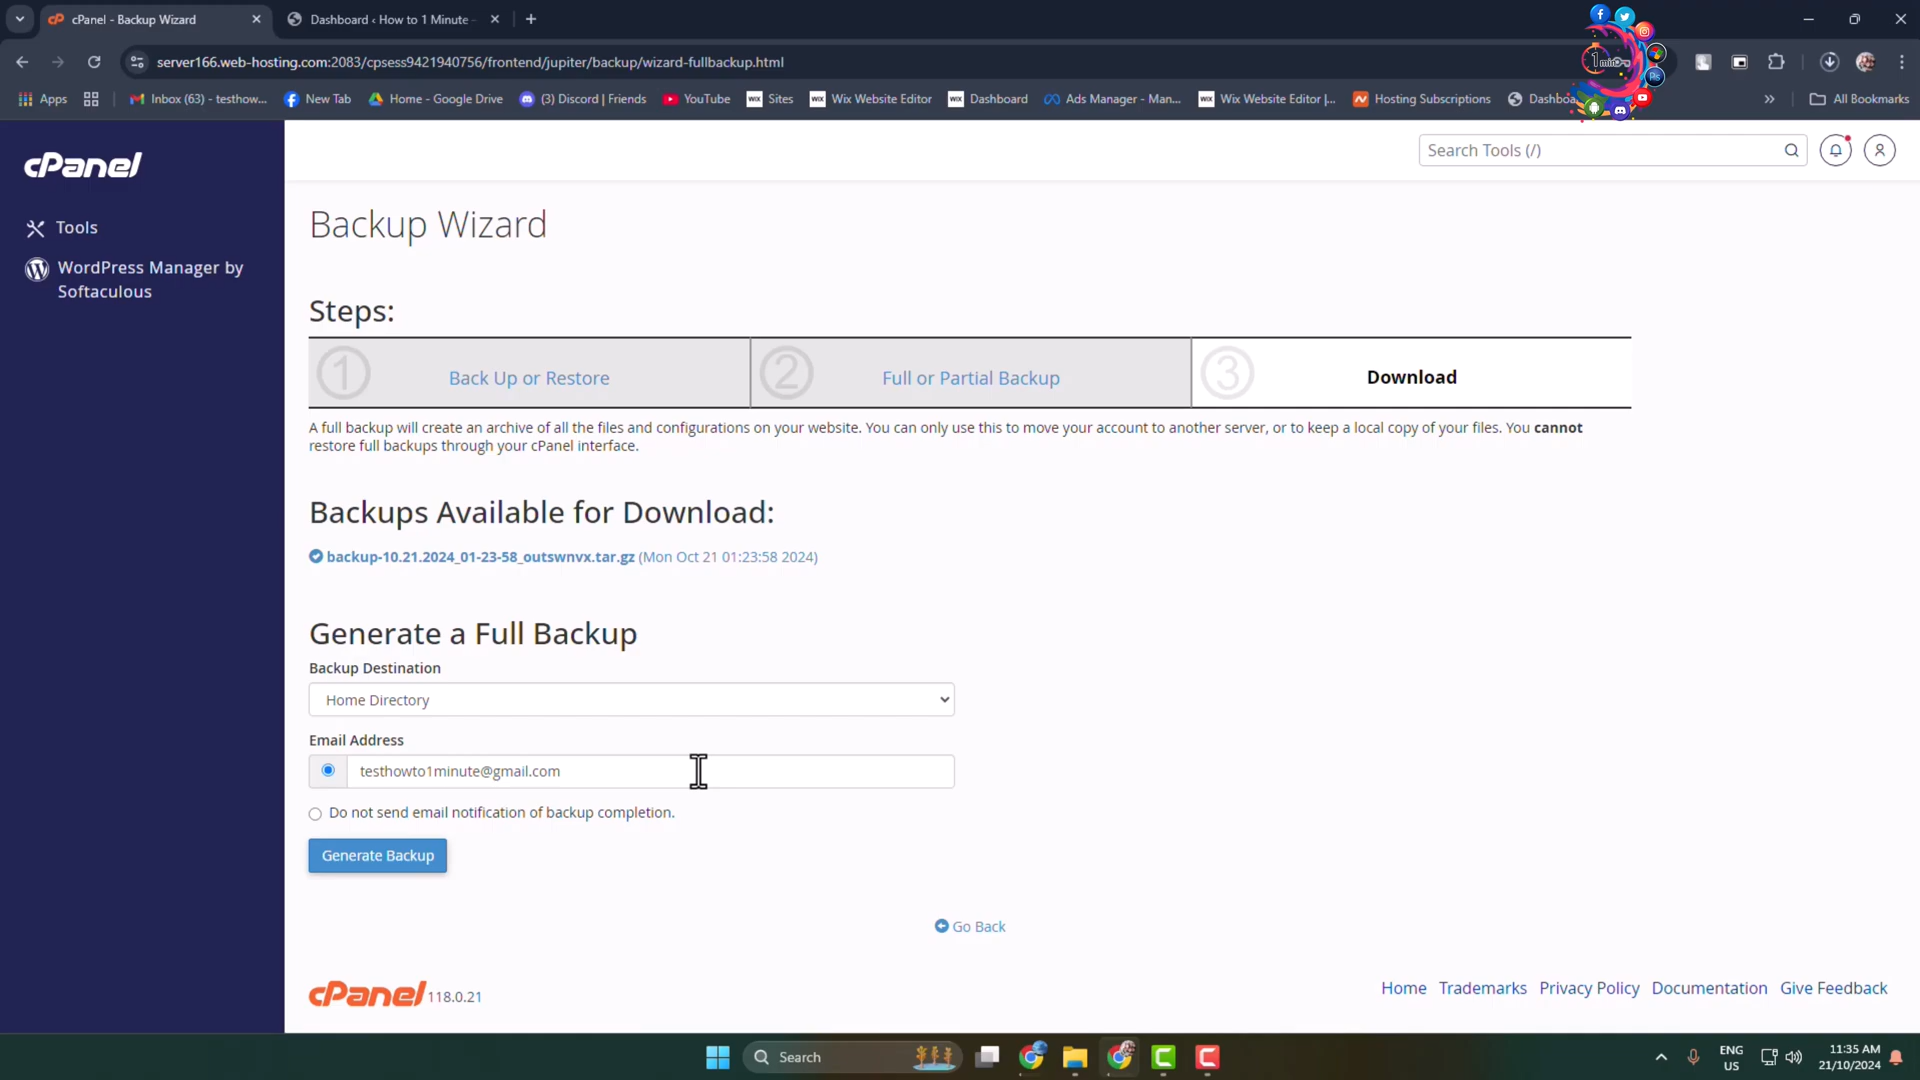 cPanel - Backup Wizard
Dashboard ‹ How to 1 Minute
server166.web-hosting.com:2083/cpsess9421940756/frontend/jupiter/backup/wizard-fullbackup.html
Apps
Inbox (63) - testhow...
New Tab
Home - Google Drive
(3) Discord | Friends
YouTube
Sites
Wix Website Editor
Dashboard
Ads Manager - Man...
Wix Website Editor |...
Hosting Subscriptions
All Bookmarks
cPanel
Search Tools (/)
Tools
WordPress Manager by
Softaculous
Backup Wizard
Steps:
1 Back Up or Restore
2 Full or Partial Backup
3 Download
A full backup will create an archive of all the files and configurations on your website. You can only use this to move your account to another server, or to keep a local copy of your files. You cannot
restore full backups through your cPanel interface.
Backups Available for Download:
backup-10.21.2024_01-23-58_outswnvx.tar.gz (Mon Oct 21 01:23:58 2024)
Generate a Full Backup
Backup Destination
Home Directory
Email Address
testhowto1minute@gmail.com
Do not send email notification of backup completion.
Generate Backup
Go Back
cPanel 118.0.21
Home Trademarks Privacy Policy Documentation Give Feedback
Search
ENG
US
11:35 AM
21/10/2024